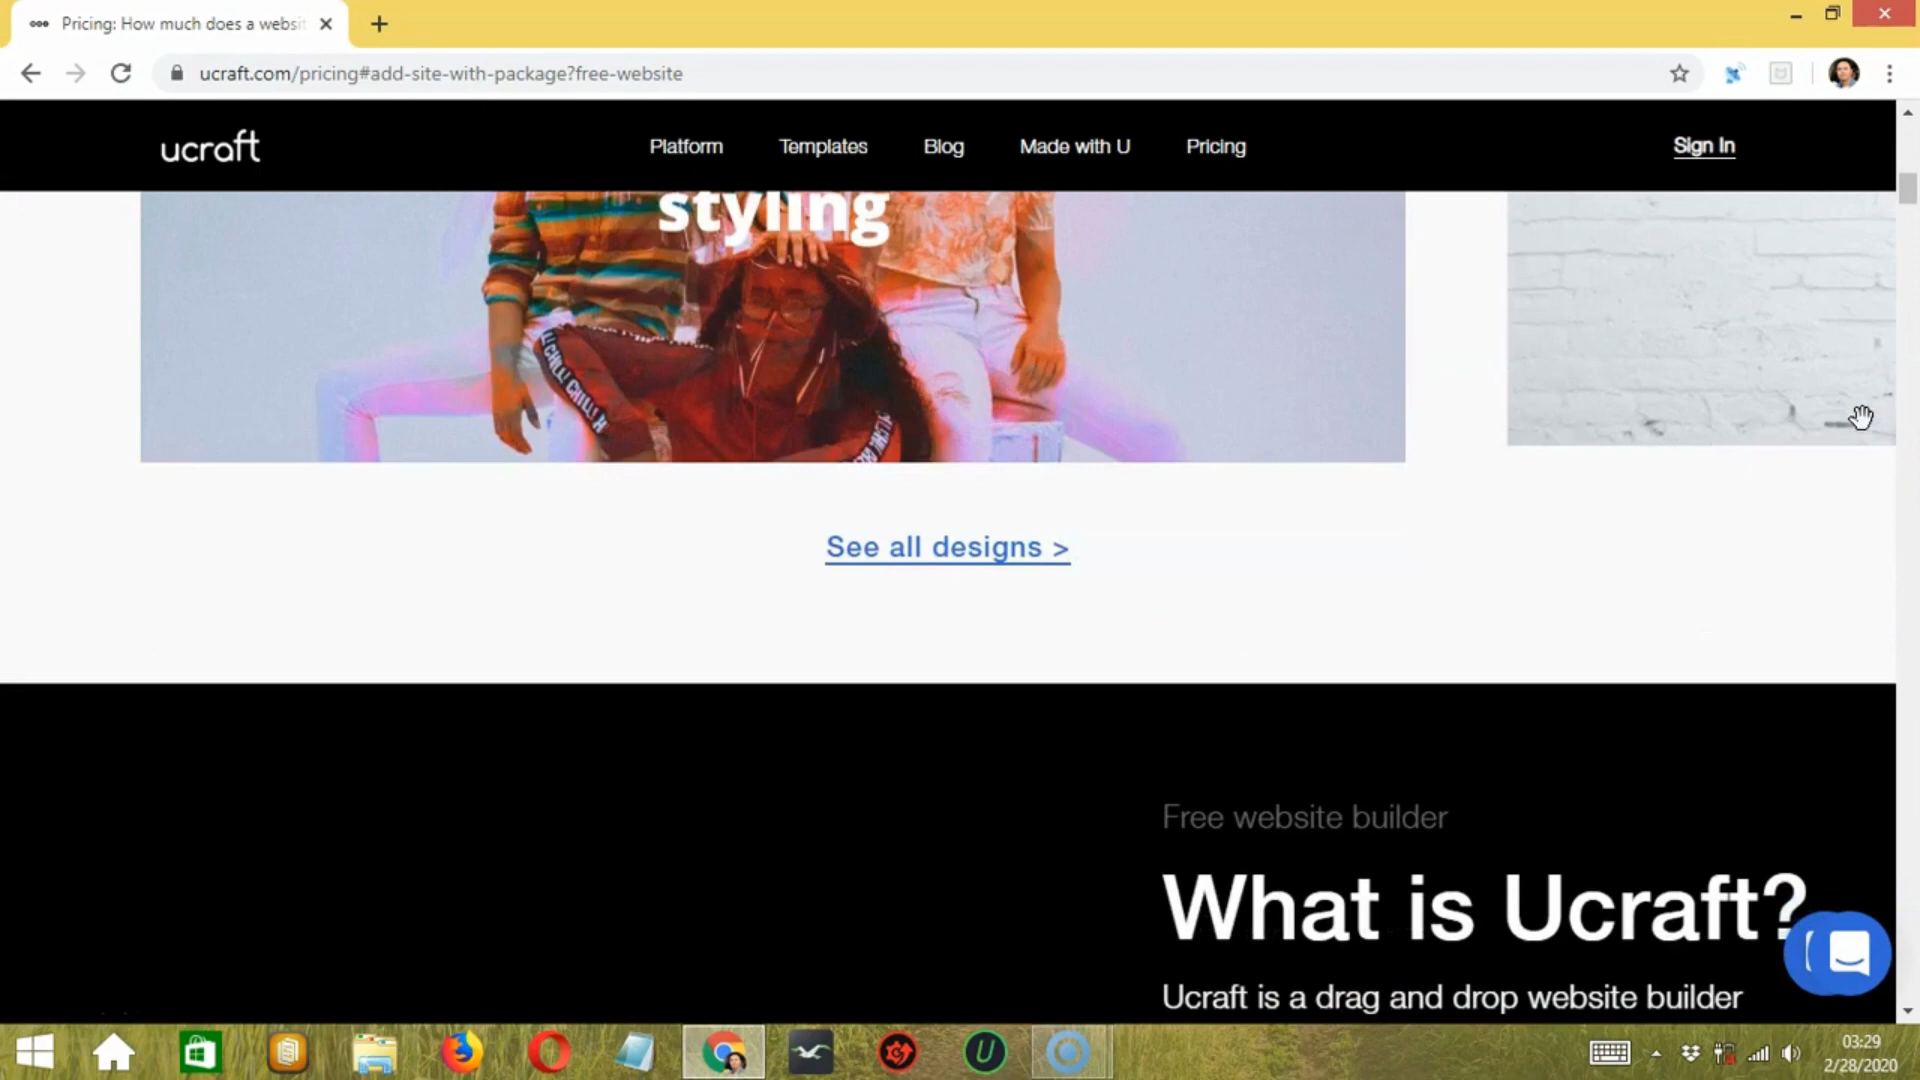 Pricing: How much does a websi
ucraft.com/pricing#add-site-with-package?free-website
ucraft
Platform
Templates
Blog
Made with U
Pricing
Sign In
styling
CHILL! CHILL!
See all designs >
Free website builder
What is Ucraft?
Ucraft is a drag and drop website builder
03:29
2/28/2020